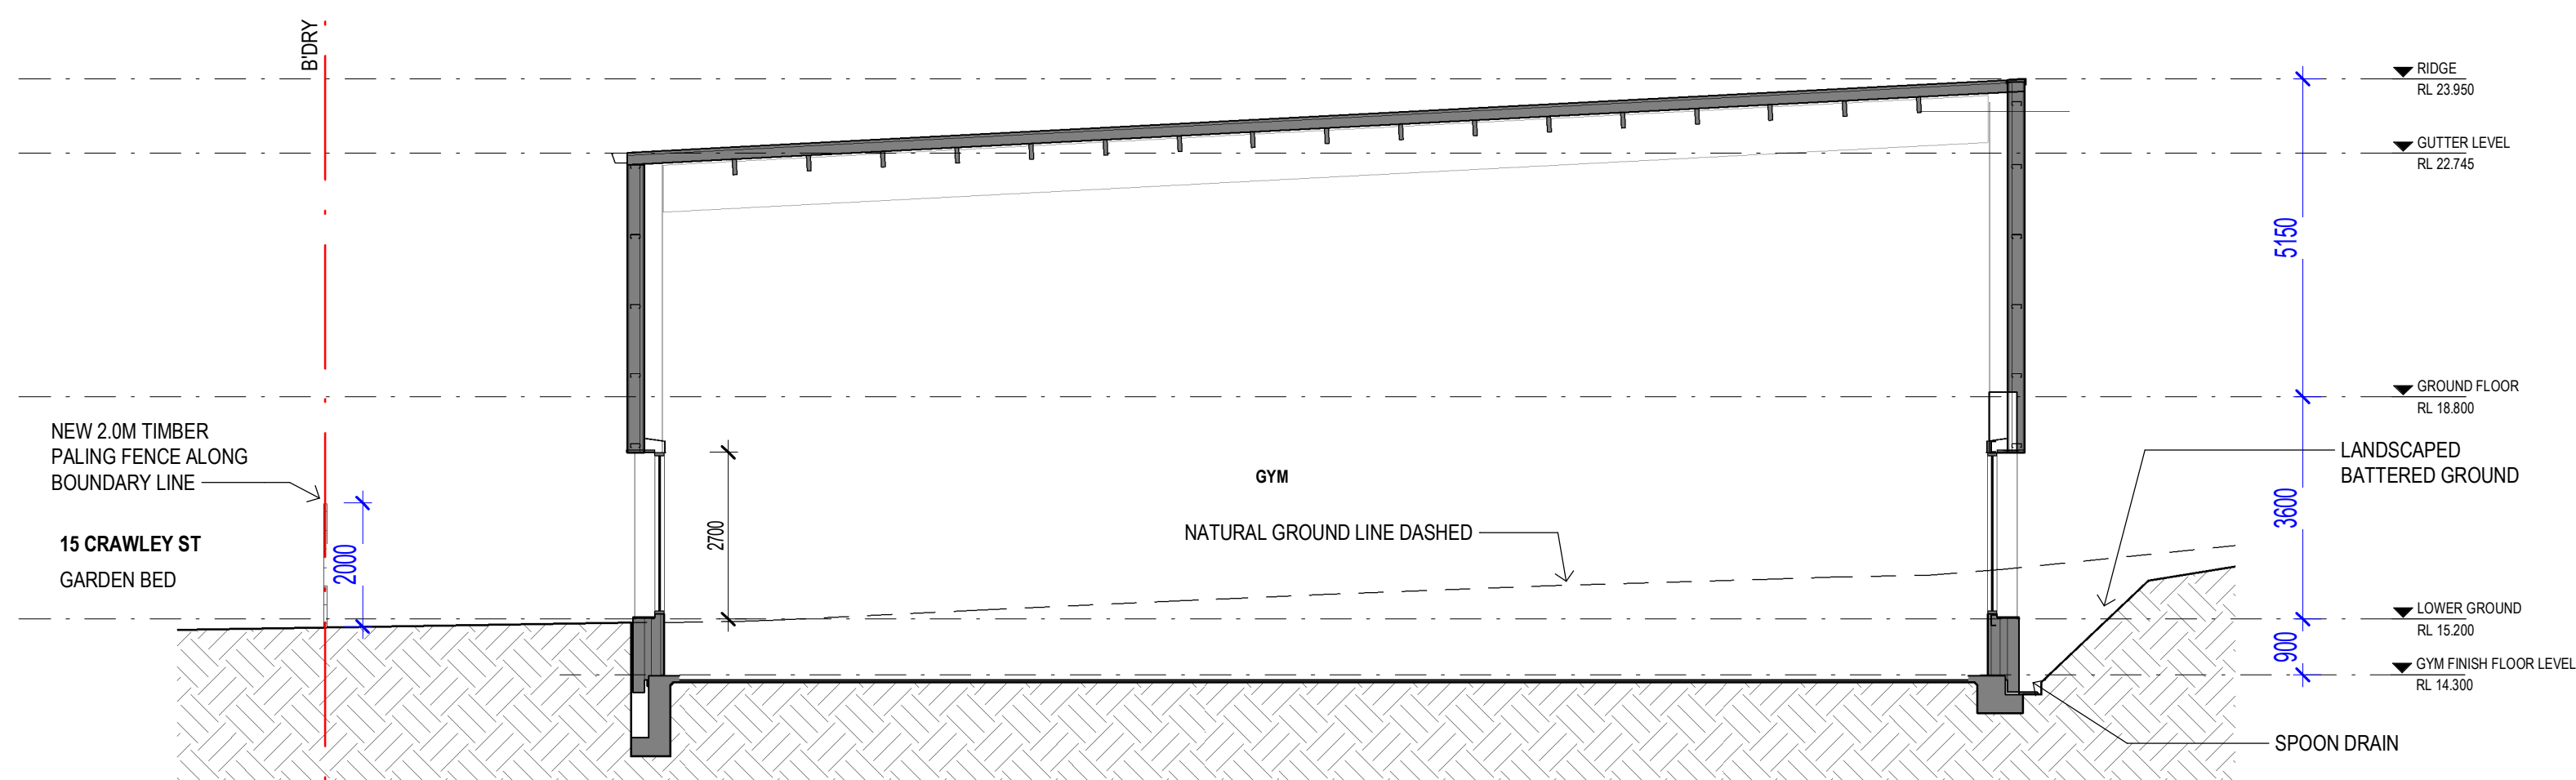 B'DRY
RIDGE
RL 23.950
GUTTER LEVEL
RL 22.745
5150
GROUND FLOOR
RL 18.800
NEW 2.0M TIMBER
PALING FENCE ALONG
BOUNDARY LINE
LANDSCAPED
BATTERED GROUND
GYM
3600
2700
NATURAL GROUND LINE DASHED
15 CRAWLEY ST
GARDEN BED
2000
LOWER GROUND
RL 15.200
900
GYM FINISH FLOOR LEVEL
RL 14.300
SPOON DRAIN